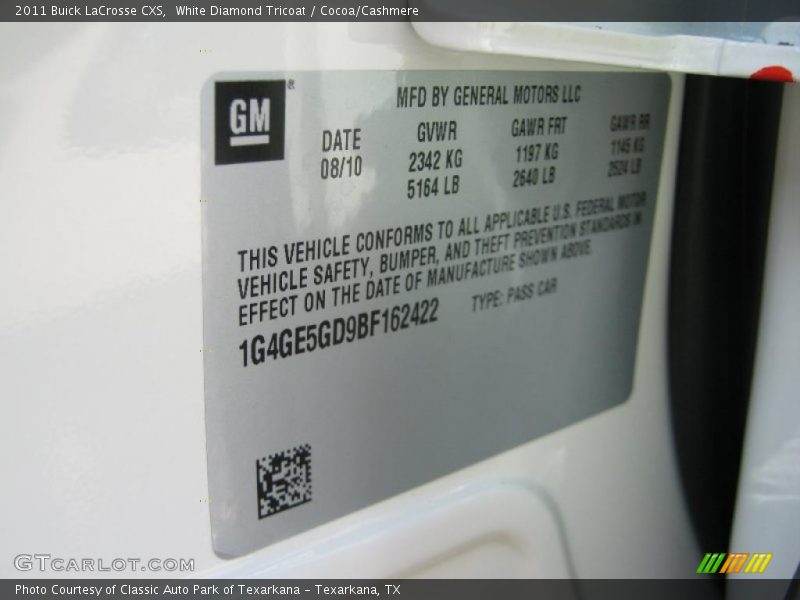 2011 Buick LaCrosse CXS,  White Diamond Tricoat / Cocoa/Cashmere
GM ®
MFD BY GENERAL MOTORS LLC
DATE GVWR GAWR FRT GAWR RR
08/10 2342 KG 1197 KG 1145 KG
5164 LB 2640 LB 2524 LB
THIS VEHICLE CONFORMS TO ALL APPLICABLE U.S. FEDERAL MOTOR
VEHICLE SAFETY, BUMPER, AND THEFT PREVENTION STANDARDS IN
EFFECT ON THE DATE OF MANUFACTURE SHOWN ABOVE.
1G4GE5GD9BF162422 TYPE: PASS CAR
GTCARLOT.COM
Photo Courtesy of Classic Auto Park of Texarkana – Texarkana, TX